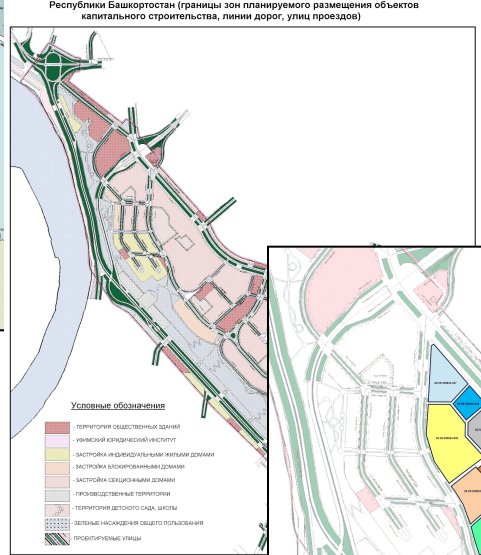 Республики Башкортостан (границы зон планируемого размещения объектов
капитального строительства, линии дорог, улиц проездов)
Условные обозначения
- ТЕРРИТОРИЯ ОБЩЕСТВЕННЫХ ЗДАНИЙ
- УФИМСКИЙ ЮРИДИЧЕСКИЙ ИНСТИТУТ
- ЗАСТРОЙКА ИНДИВИДУАЛЬНЫМИ ЖИЛЫМИ ДОМАМИ
- ЗАСТРОЙКА БЛОКИРОВАННЫМИ ДОМАМИ
- ЗАСТРОЙКА СЕКЦИОННЫМИ ДОМАМИ
- ПРОИЗВОДСТВЕННЫЕ ТЕРРИТОРИИ
- ТЕРРИТОРИЯ ДЕТСКОГО САДА, ШКОЛЫ
- ЗЕЛЕНЫЕ НАСАЖДЕНИЯ ОБЩЕГО ПОЛЬЗОВАНИЯ
- ПРОЕКТИРУЕМЫЕ УЛИЦЫ